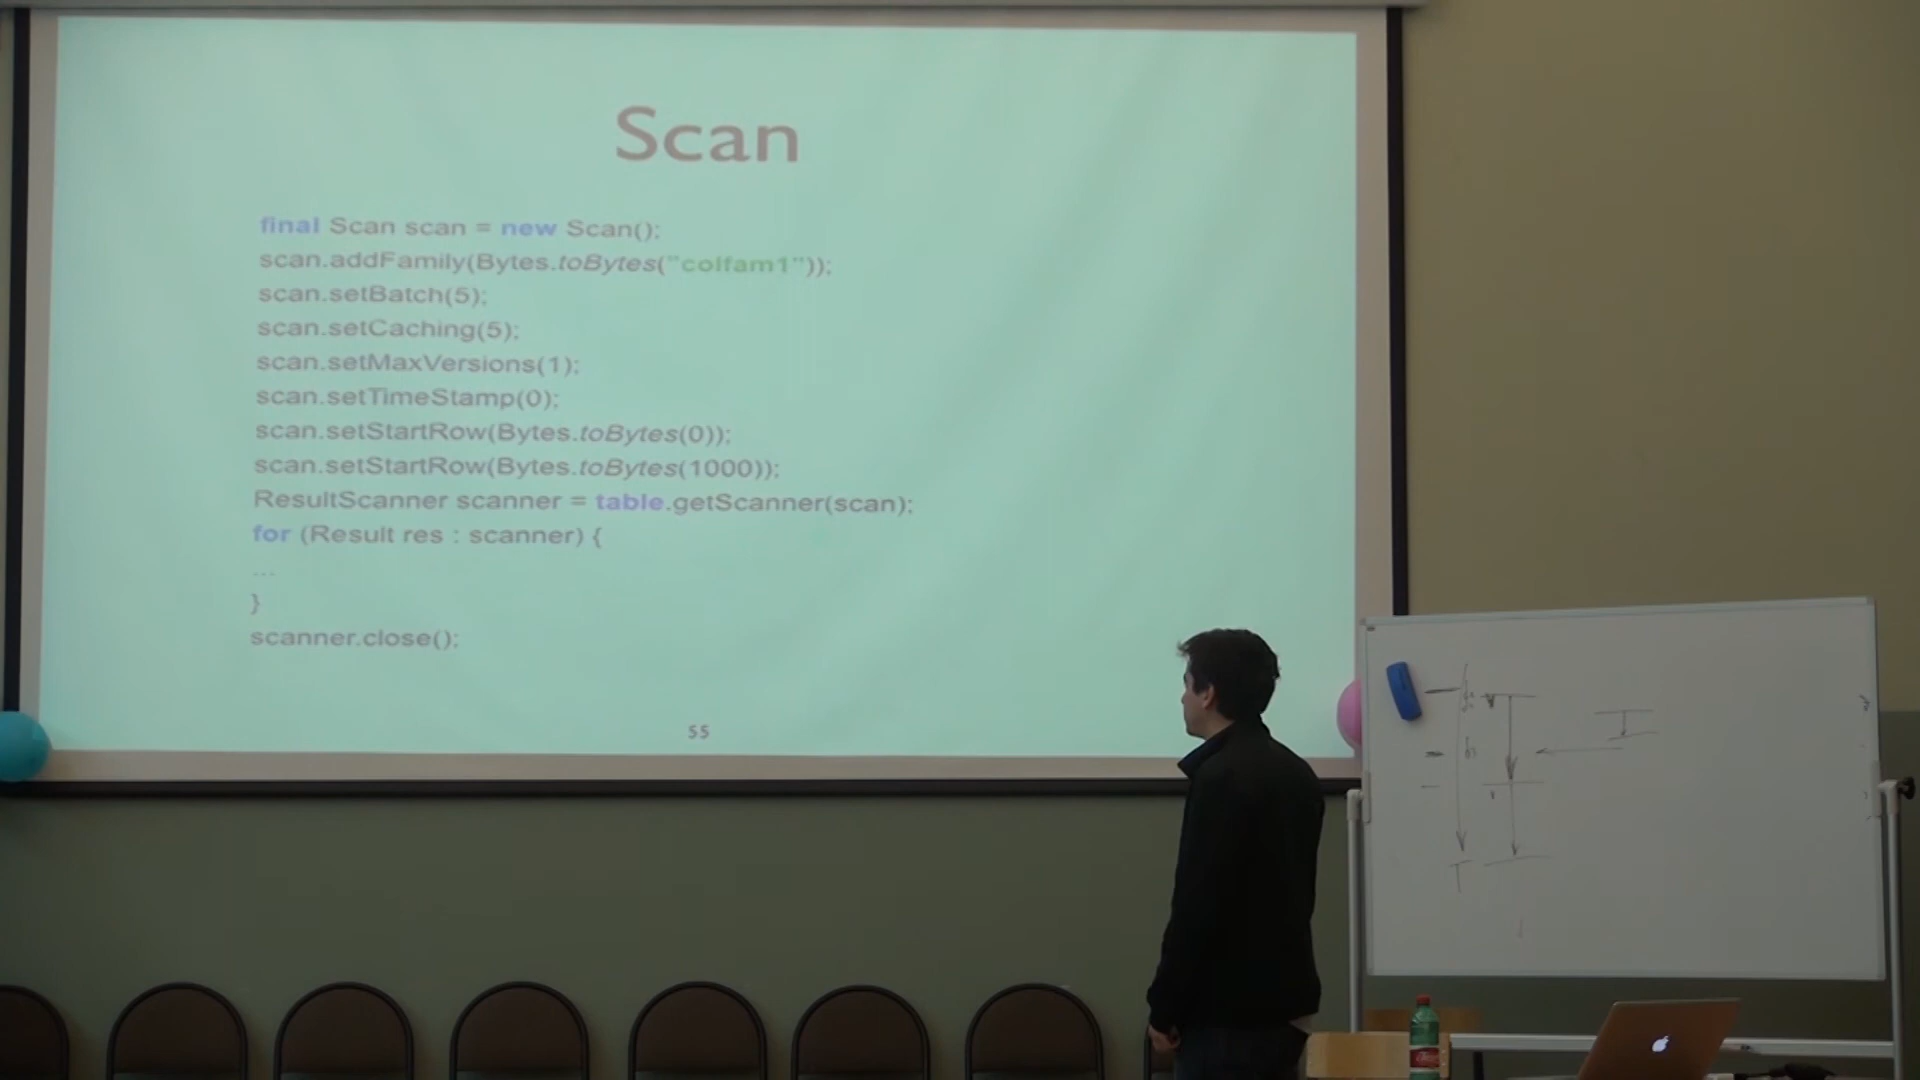 Scan
final Scan scan = new Scan();
scan.addFamily(Bytes.toBytes("colfam1"));
scan.setBatch(5);
scan.setCaching(5);
scan.setMaxVersions(1);
scan.setTimeStamp(0);
scan.setStartRow(Bytes.toBytes(0));
scan.setStartRow(Bytes.toBytes(1000));
ResultScanner scanner = table.getScanner(scan);
for (Result res : scanner) {
...
}
scanner.close();
55